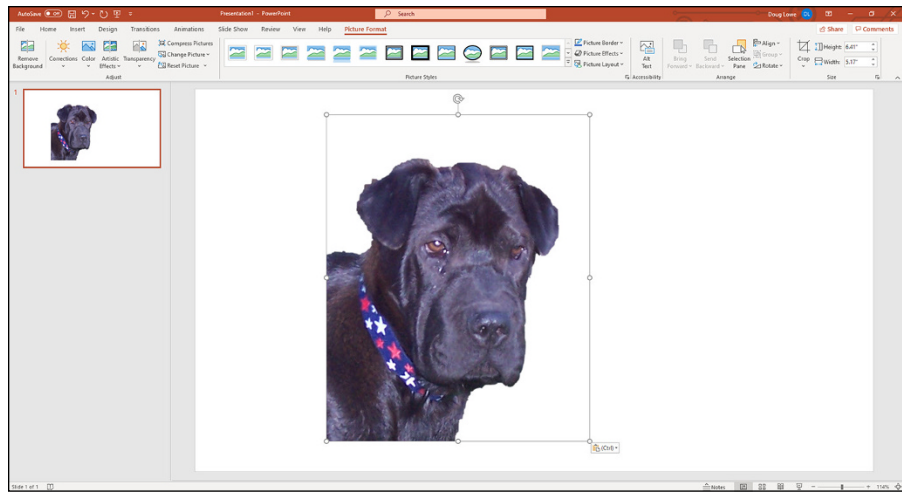 AutoSave Off Presentation1 - PowerPoint Search Doug Lowe DL
File Home Insert Design Transitions Animations Slide Show Review View Help Picture Format Share Comments
Remove Background Corrections Color Artistic Effects Transparency Compress Pictures Change Picture Reset Picture
Picture Border Picture Effects Picture Layout
Alt Text Bring Forward Send Backward Selection Pane Align Group Rotate
Crop Height: 6.41" Width: 5.17"
Adjust Picture Styles Accessibility Arrange Size
1
(Ctrl)
Slide 1 of 1 Notes 114%